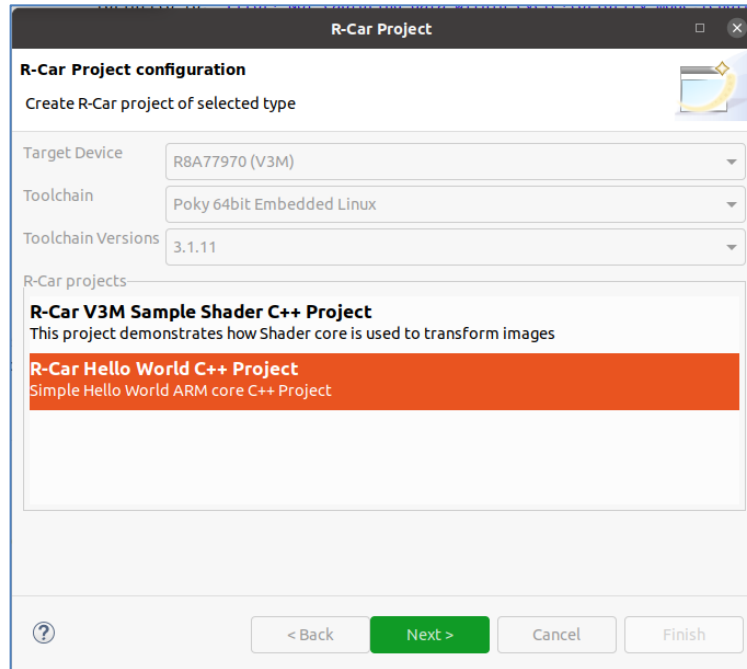 R-Car Project
R-Car Project configuration
Create R-Car project of selected type
Target Device
R8A77970 (V3M)
Toolchain
Poky 64bit Embedded Linux
Toolchain Versions
3.1.11
R-Car projects
R-Car V3M Sample Shader C++ Project
This project demonstrates how Shader core is used to transform images
R-Car Hello World C++ Project
Simple Hello World ARM core C++ Project
?
< Back
Next >
Cancel
Finish